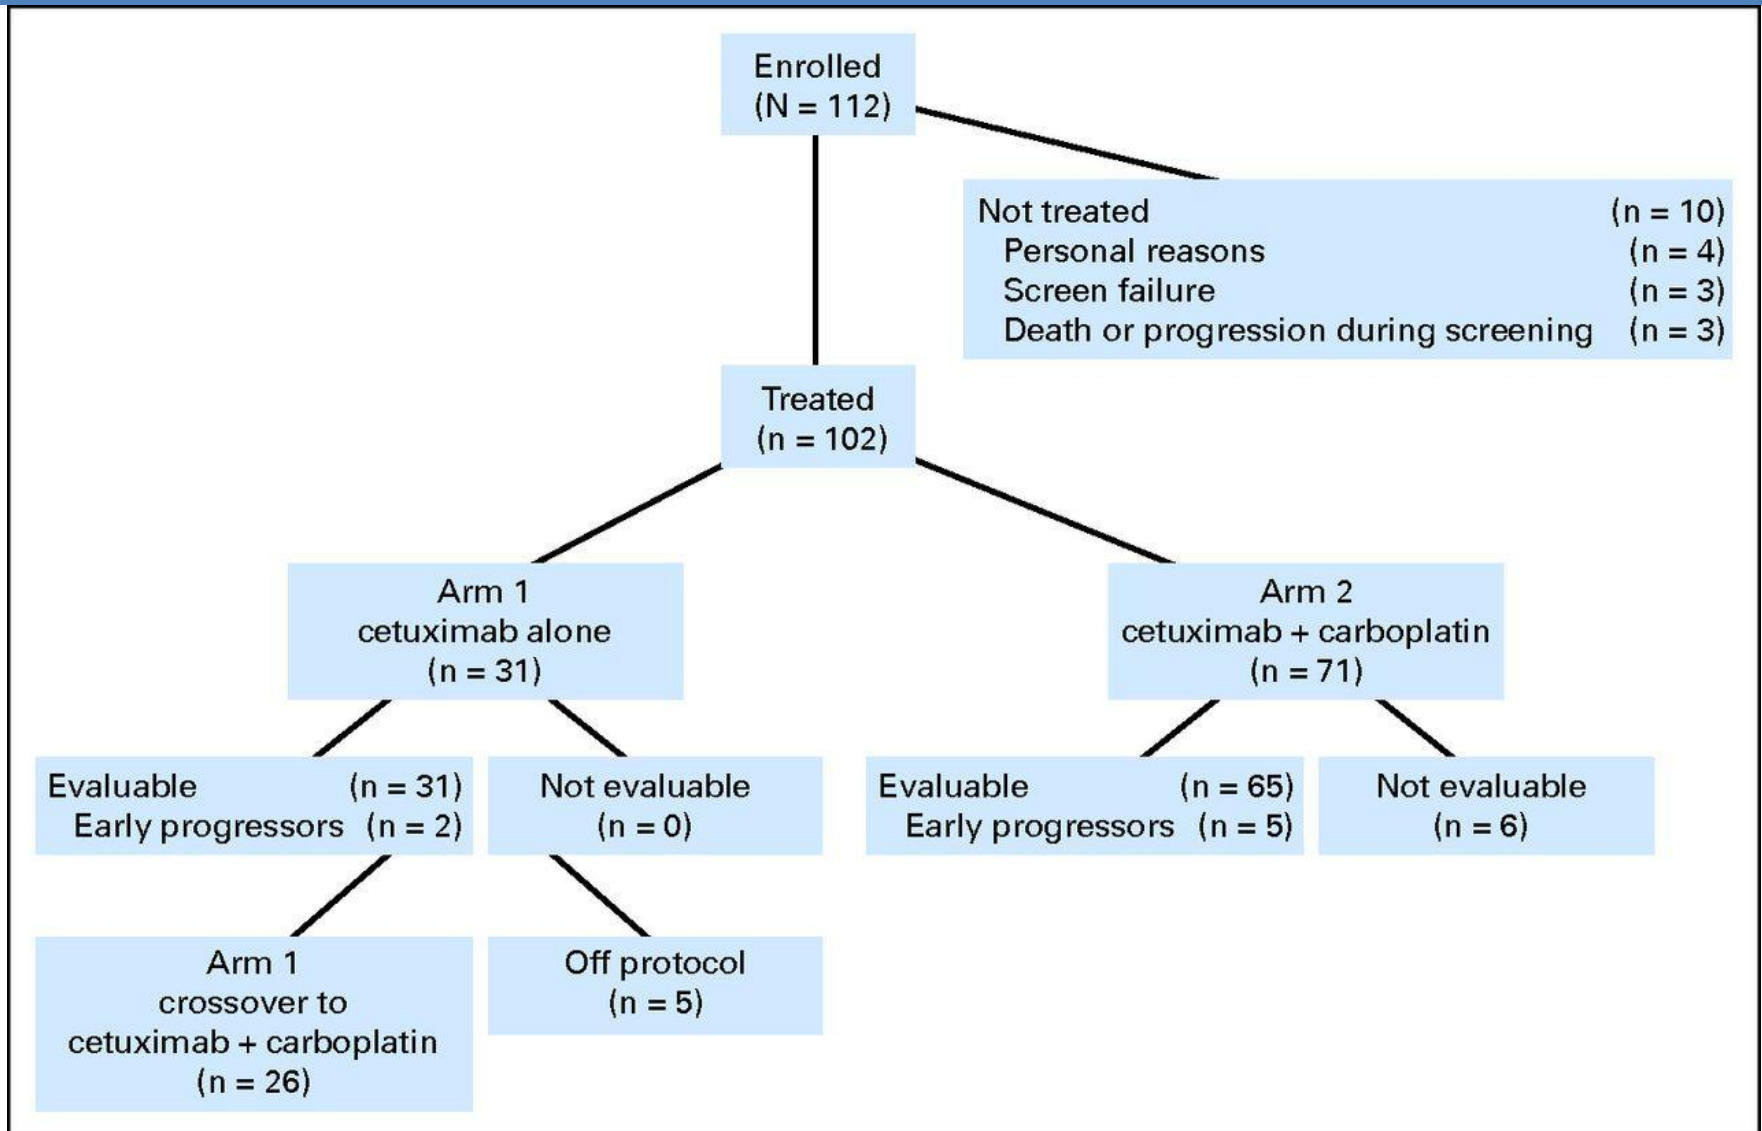 Enrolled
(N = 112)
Not treated (n = 10)
Personal reasons (n = 4)
Screen failure (n = 3)
Death or progression during screening (n = 3)
Treated
(n = 102)
Arm 1
cetuximab alone
(n = 31)
Arm 2
cetuximab + carboplatin
(n = 71)
Evaluable (n = 31)
Early progressors (n = 2)
Not evaluable
(n = 0)
Evaluable (n = 65)
Early progressors (n = 5)
Not evaluable
(n = 6)
Arm 1
crossover to
cetuximab + carboplatin
(n = 26)
Off protocol
(n = 5)